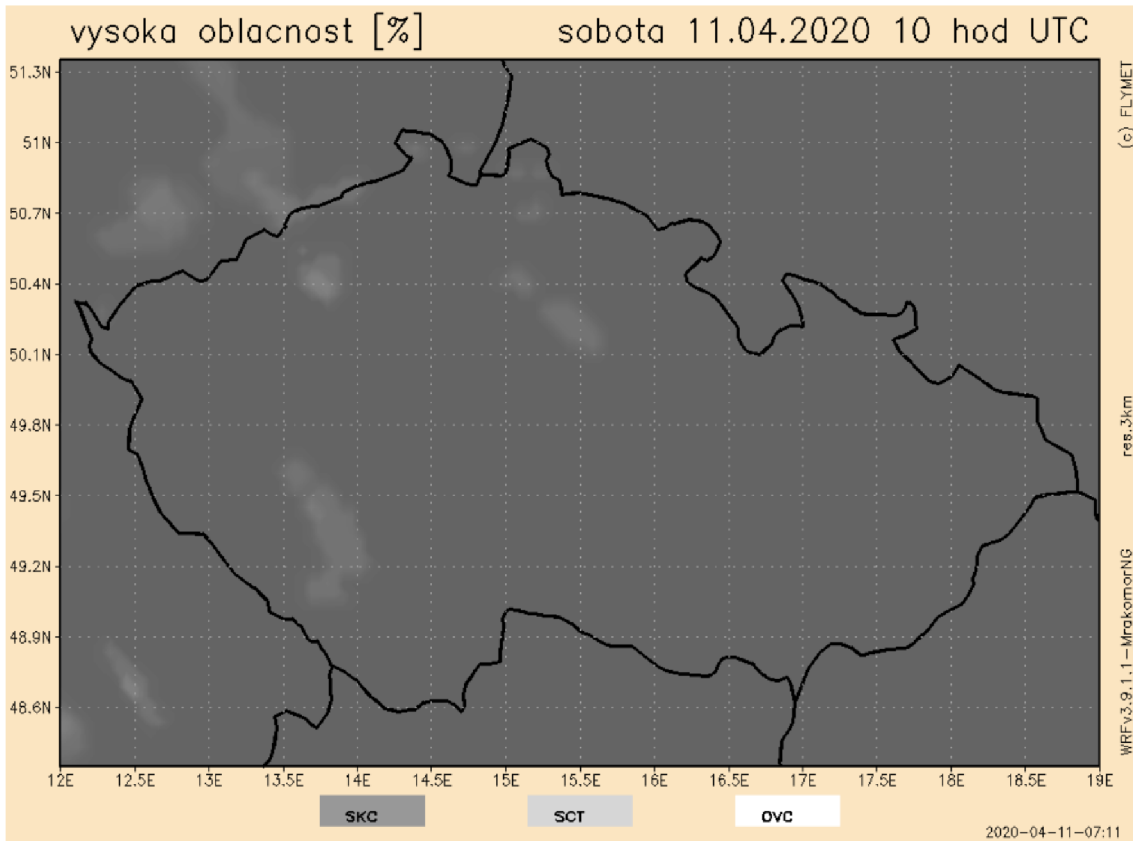 vysoka oblacnost [%] sobota 11.04.2020 10 hod UTC
(c) FLYMET
51.3N
51N
50.7N
50.4N
50.1N
49.8N
49.5N
49.2N
48.9N
48.6N
res.3km
WRFv3.9.1.1-MrakomorNG
12E 12.5E 13E 13.5E 14E 14.5E 15E 15.5E 16E 16.5E 17E 17.5E 18E 18.5E 19E
SKC SCT OVC
2020-04-11-07:11